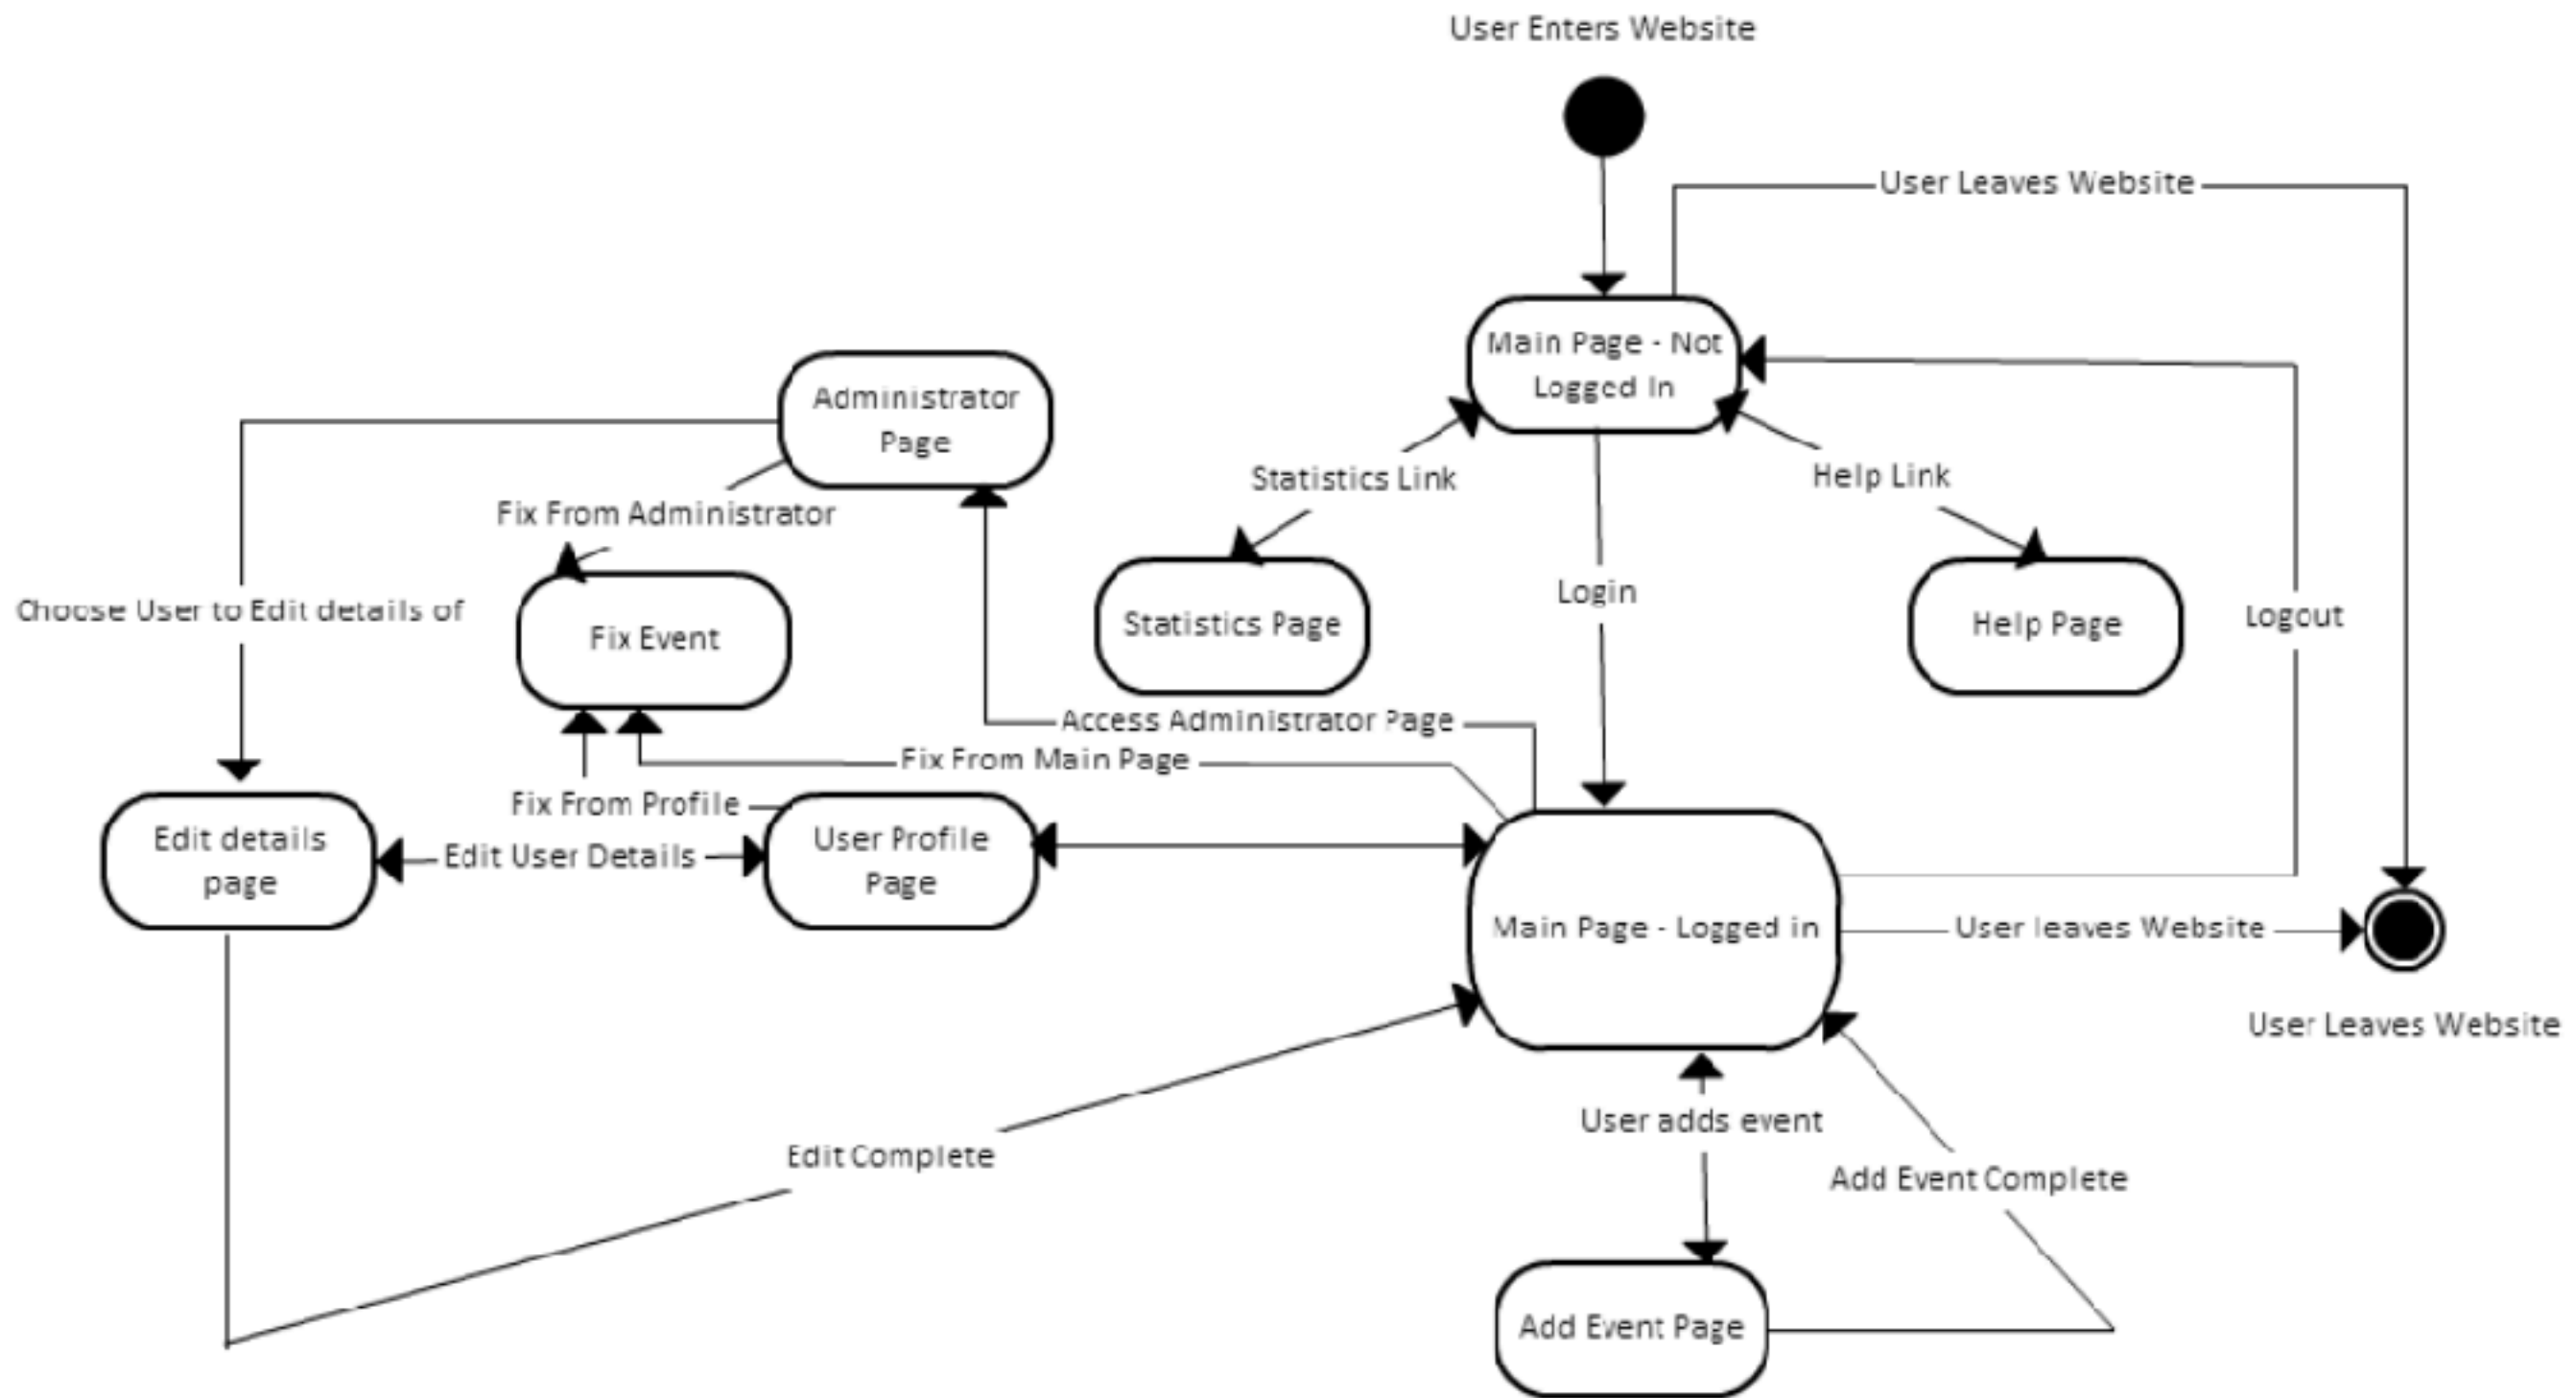 User Enters Website
User Leaves Website
Main Page - Not
Logged In
Administrator
Page
Statistics Link
Help Link
Fix From Administrator
Login
Choose User to Edit details of
Fix Event
Statistics Page
Help Page
Logout
Access Administrator Page
Fix From Main Page
Fix From Profile
Edit details
page
Edit User Details
User Profile
Page
Main Page - Logged in
User leaves Website
User Leaves Website
User adds event
Edit Complete
Add Event Complete
Add Event Page